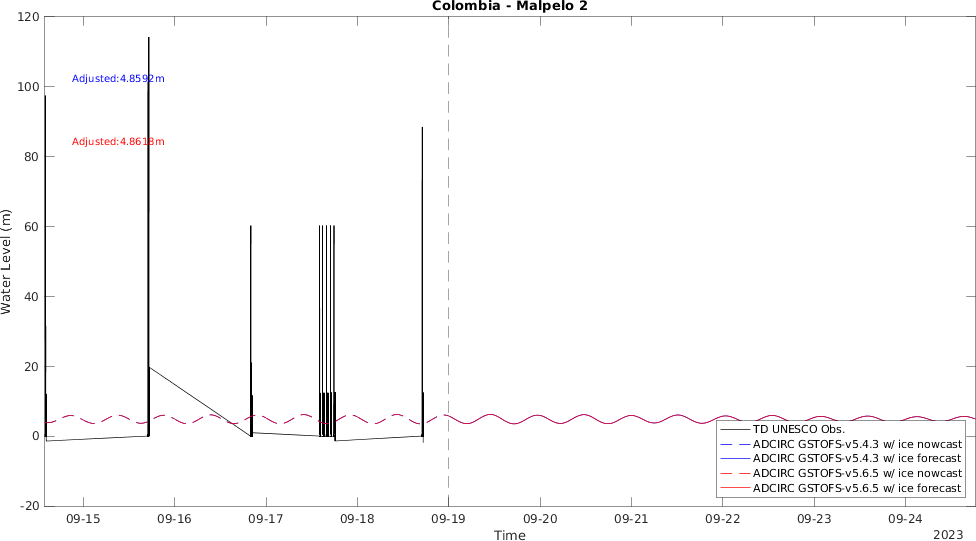 Colombia - Malpelo 2
120
100
80
60
40
20
0
-20
Water Level (m)
Adjusted:4.8592m
Adjusted:4.8618m
TD UNESCO Obs.
ADCIRC GSTOFS-v5.4.3 w/ ice nowcast
ADCIRC GSTOFS-v5.4.3 w/ ice forecast
ADCIRC GSTOFS-v5.6.5 w/ ice nowcast
ADCIRC GSTOFS-v5.6.5 w/ ice forecast
09-15 09-16 09-17 09-18 09-19 09-20 09-21 09-22 09-23 09-24
Time
2023